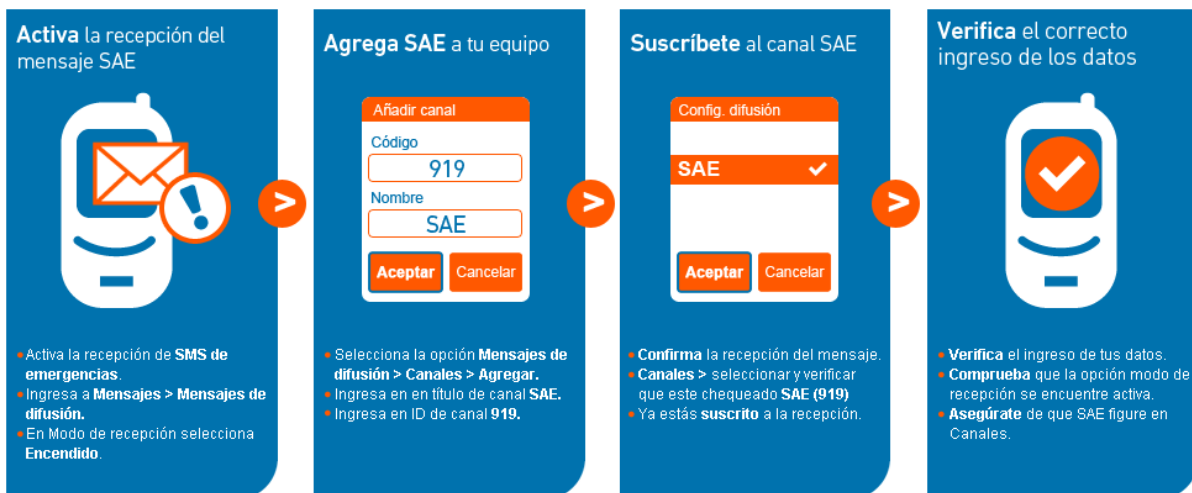 Activa la recepción del
mensaje SAE
• Activa la recepción de SMS de
emergencias.
• Ingresa a Mensajes > Mensajes de
difusión.
• En Modo de recepción selecciona
Encendido.
>
Agrega SAE a tu equipo
Añadir canal
Código
919
Nombre
SAE
Aceptar Cancelar
• Selecciona la opción Mensajes de
difusión > Canales > Agregar.
• Ingresa en en título de canal SAE.
• Ingresa en ID de canal 919.
>
Suscríbete al canal SAE
Config. difusión
SAE ✓
Aceptar Cancelar
• Confirma la recepción del mensaje.
• Canales > seleccionar y verificar
que este chequeado SAE (919)
• Ya estás suscrito a la recepción.
>
Verifica el correcto
ingreso de los datos
• Verifica el ingreso de tus datos.
• Comprueba que la opción modo de
recepción se encuentre activa.
• Asegúrate de que SAE figure en
Canales.